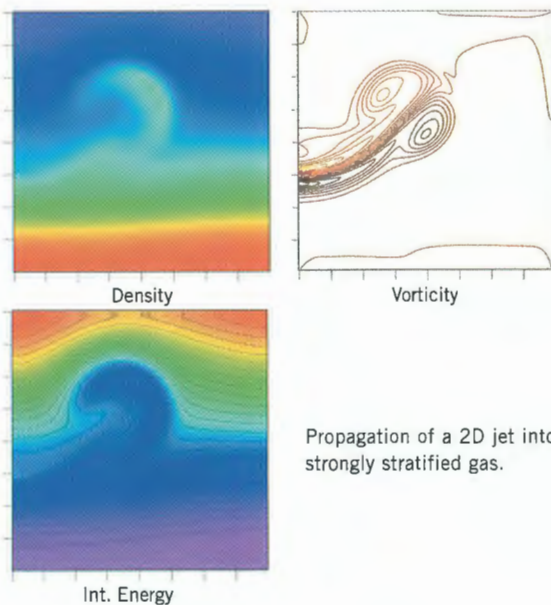 Density
Vorticity
Int. Energy
Propagation of a 2D jet into
strongly stratified gas.